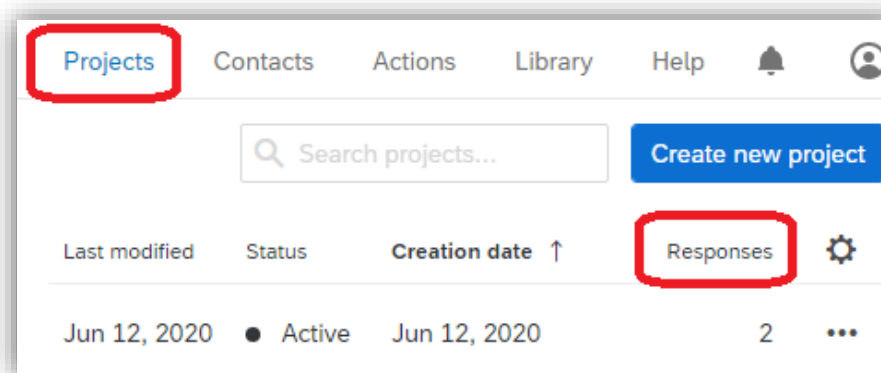 Projects Contacts Actions Library Help
Search projects... Create new project
Last modified Status Creation date ↑ Responses
Jun 12, 2020 Active Jun 12, 2020 2